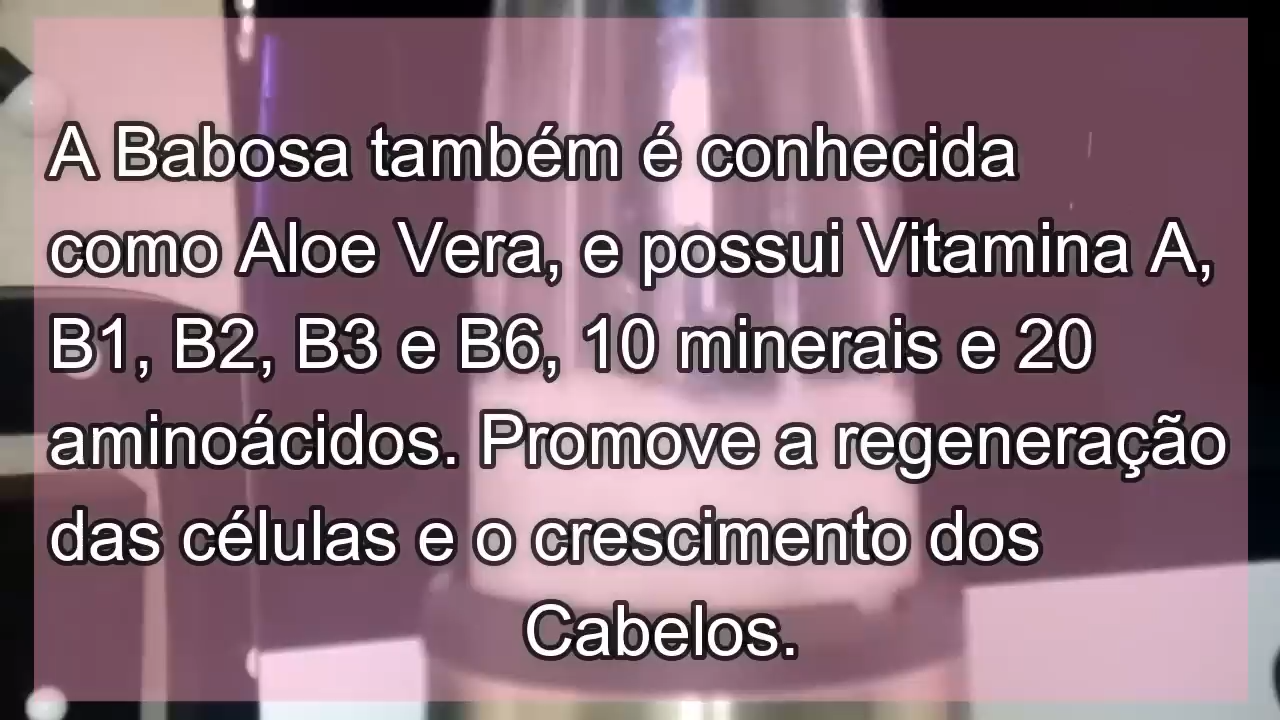 A Babosa também é conhecida
como Aloe Vera, e possui Vitamina A,
B1, B2, B3 e B6, 10 minerais e 20
aminoácidos. Promove a regeneração
das células e o crescimento dos
Cabelos.